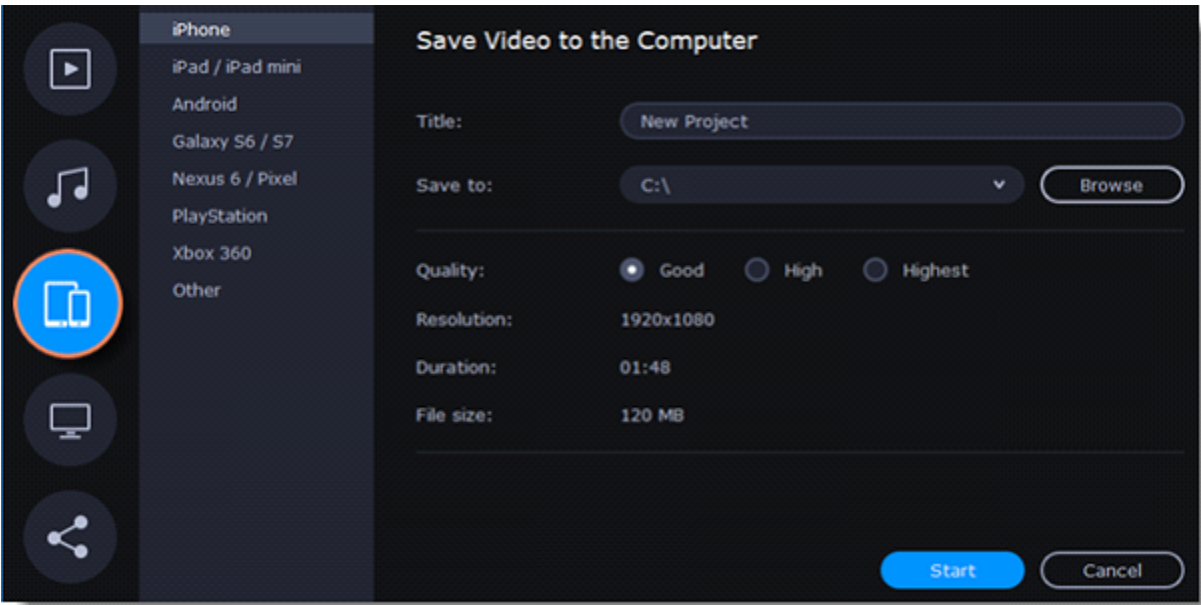 iPhone
iPad / iPad mini
Android
Galaxy S6 / S7
Nexus 6 / Pixel
PlayStation
Xbox 360
Other
Save Video to the Computer
Title: New Project
Save to: C:\ Browse
Quality: Good High Highest
Resolution: 1920x1080
Duration: 01:48
File size: 120 MB
Start Cancel